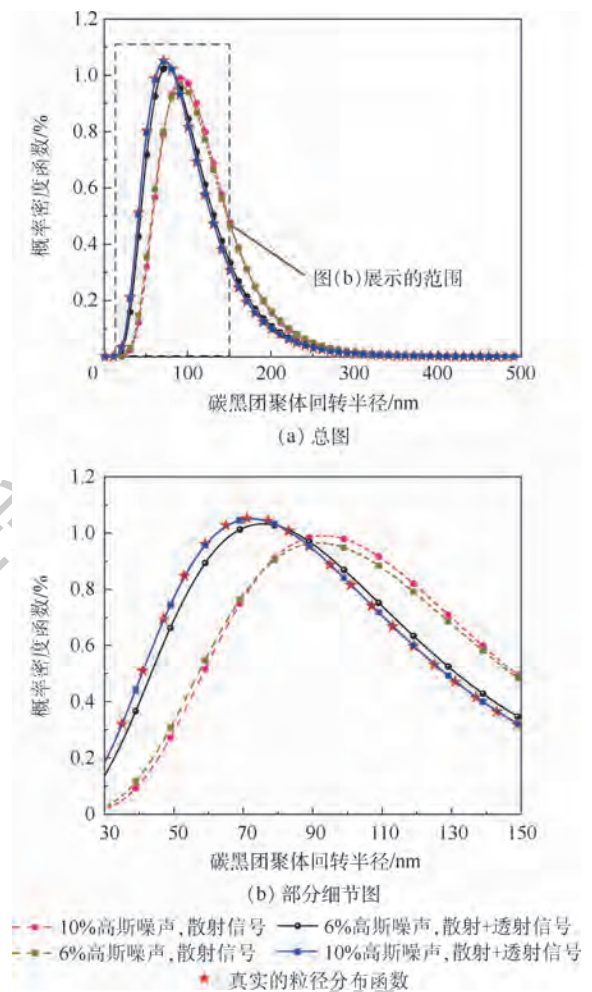 1.2
1.0
0.8
0.6
0.4
0.2
0 100 200 300 400 500
概率密度函数/%
图(b)展示的范围
碳黑团聚体回转半径/nm
(a) 总图
1.2
1.0
0.8
0.6
0.4
0.2
0
30 50 70 90 110 130 150
概率密度函数/%
碳黑团聚体回转半径/nm
(b) 部分细节图
10%高斯噪声,散射信号 6%高斯噪声,散射+透射信号
6%高斯噪声,散射信号 10%高斯噪声,散射+透射信号
真实的粒径分布函数